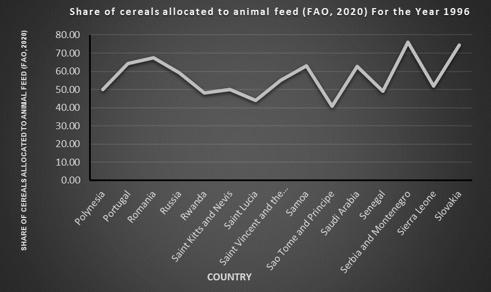 Share of cereals allocated to animal feed (FAO, 2020) For the Year 1996
SHARE OF CEREALS ALLOCATED TO ANIMAL FEED (FAO, 2020)
80.00
70.00
60.00
50.00
40.00
30.00
20.00
10.00
0.00
Polynesia
Portugal
Romania
Russia
Rwanda
Saint Kitts and Nevis
Saint Lucia
Saint Vincent and the...
Samoa
Sao Tome and Principe
Saudi Arabia
Senegal
Serbia and Montenegro
Sierra Leone
Slovakia
COUNTRY